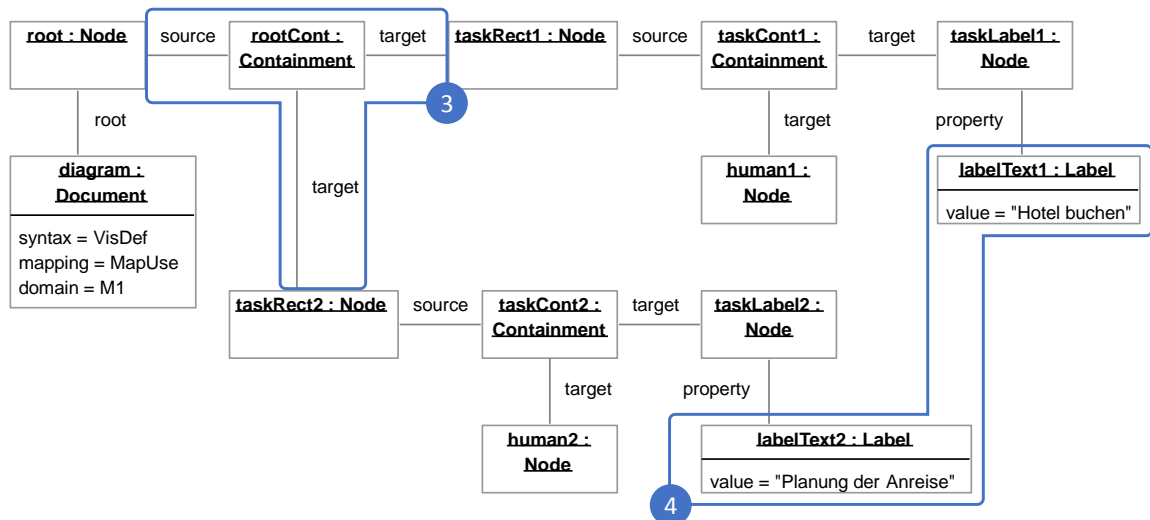 root : Node
source
rootCont :
Containment
target
taskRect1 : Node
source
taskCont1 :
Containment
target
taskLabel1 :
Node
3
root
target
property
diagram :
Document
syntax = VisDef
mapping = MapUse
domain = M1
target
human1 :
Node
labelText1 : Label
value = "Hotel buchen"
taskRect2 : Node
source
taskCont2 :
Containment
target
taskLabel2 :
Node
target
property
human2 :
Node
labelText2 : Label
value = "Planung der Anreise"
4